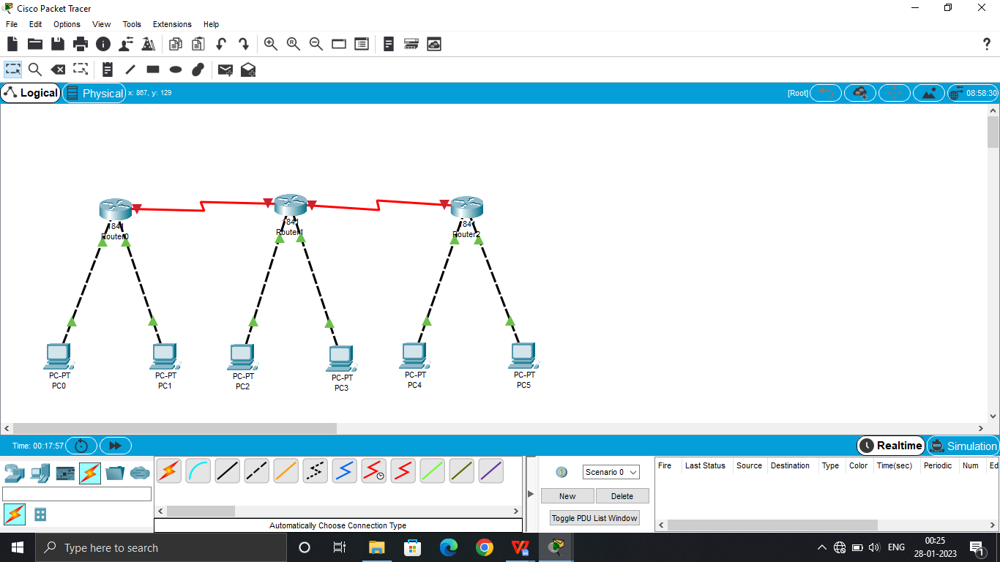 Cisco Packet Tracer
File Edit Options View Tools Extensions Help
?
Logical Physical x: 867, y: 129 [Root] 08:58:30
1841
Router0
1841
Router1
1841
Router2
PC-PT
PC0
PC-PT
PC1
PC-PT
PC2
PC-PT
PC3
PC-PT
PC4
PC-PT
PC5
Time: 00:17:57 Realtime Simulation
Scenario 0
New Delete
Toggle PDU List Window
Fire Last Status Source Destination Type Color Time(sec) Periodic Num Ed
Automatically Choose Connection Type
Type here to search
ENG
00:25
28-01-2023
1